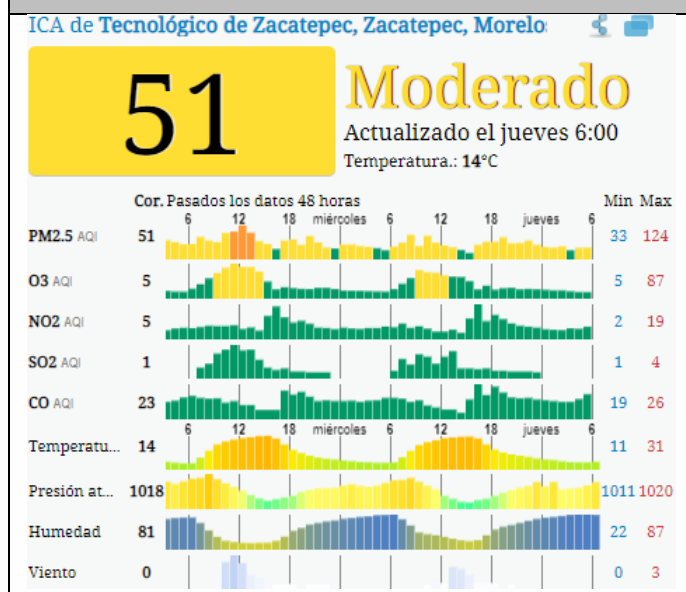 ICA de Tecnológico de Zacatepec, Zacatepec, Morelos
51
Moderado
Actualizado el jueves 6:00
Temperatura.: 14°C
Cor. Pasados los datos 48 horas Min Max
6 12 18 miércoles 6 12 18 jueves 6
PM2.5 AQI 51 33 124
O3 AQI 5 5 87
NO2 AQI 5 2 19
SO2 AQI 1 1 4
CO AQI 23 19 26
6 12 18 miércoles 6 12 18 jueves 6
Temperatu... 14 11 31
Presión at... 1018 1011 1020
Humedad 81 22 87
Viento 0 0 3